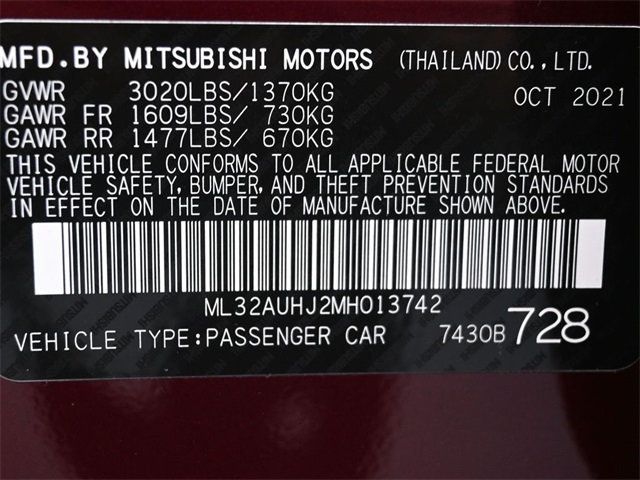 MFD.BY MITSUBISHI MOTORS (THAILAND) CO.,LTD.
GVWR 3020LBS/1370KG OCT 2021
GAWR FR 1609LBS/ 730KG
GAWR RR 1477LBS/ 670KG
THIS VEHICLE CONFORMS TO ALL APPLICABLE FEDERAL MOTOR
VEHICLE SAFETY, BUMPER, AND THEFT PREVENTION STANDARDS
IN EFFECT ON THE DATE OF MANUFACTURE SHOWN ABOVE.
ML32AUHJ2MH013742
VEHICLE TYPE:PASSENGER CAR 7430B 728